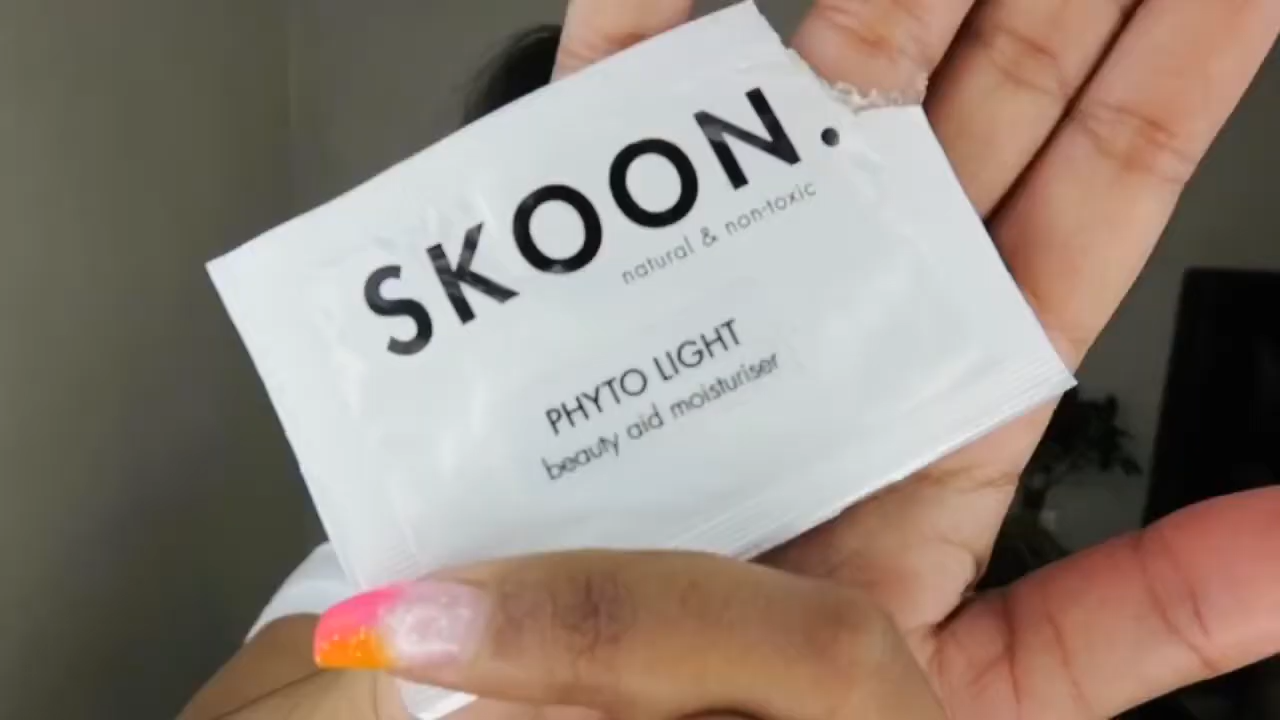 SKOON.
natural & non-toxic
PHYTO LIGHT
beauty aid moisturiser